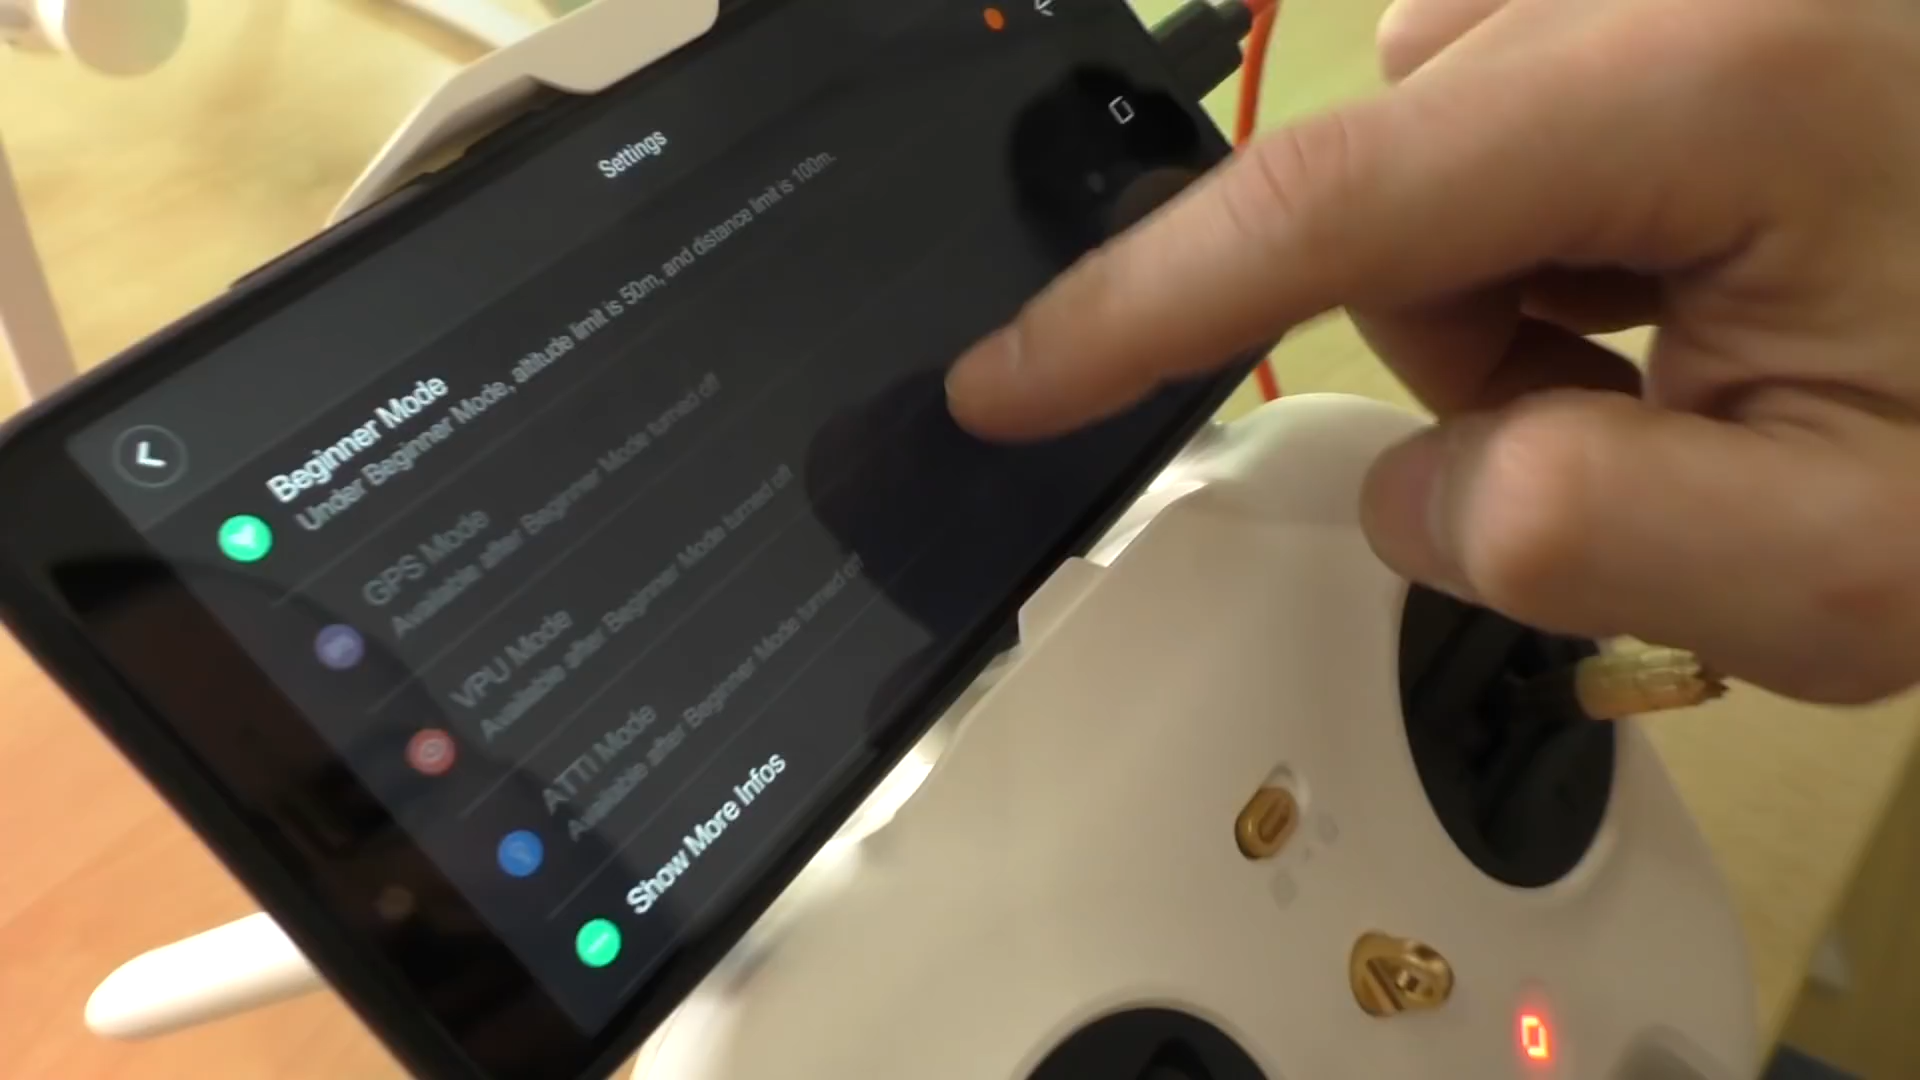 Settings
Beginner Mode
Under Beginner Mode, altitude limit is 50m, and distance limit is 100m.
GPS Mode
Available after Beginner Mode turned off
VPU Mode
Available after Beginner Mode turned off
ATTI Mode
Available after Beginner Mode turned off
Show More Infos